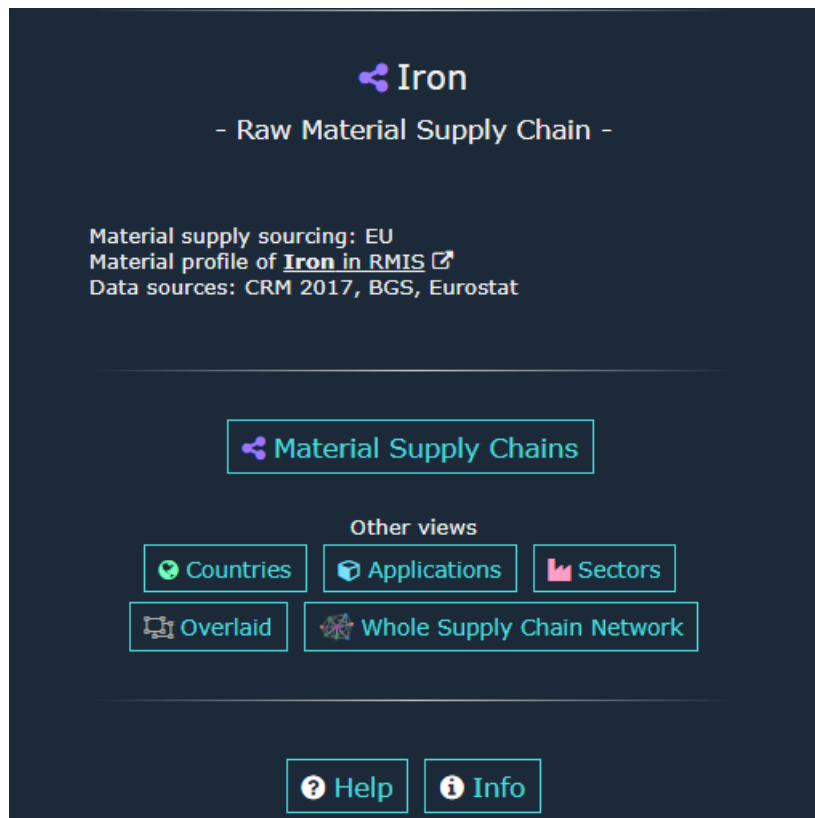 Iron
- Raw Material Supply Chain -
Material supply sourcing: EU
Material profile of Iron in RMIS
Data sources: CRM 2017, BGS, Eurostat
Material Supply Chains
Other views
Countries Applications Sectors
Overlaid Whole Supply Chain Network
Help Info